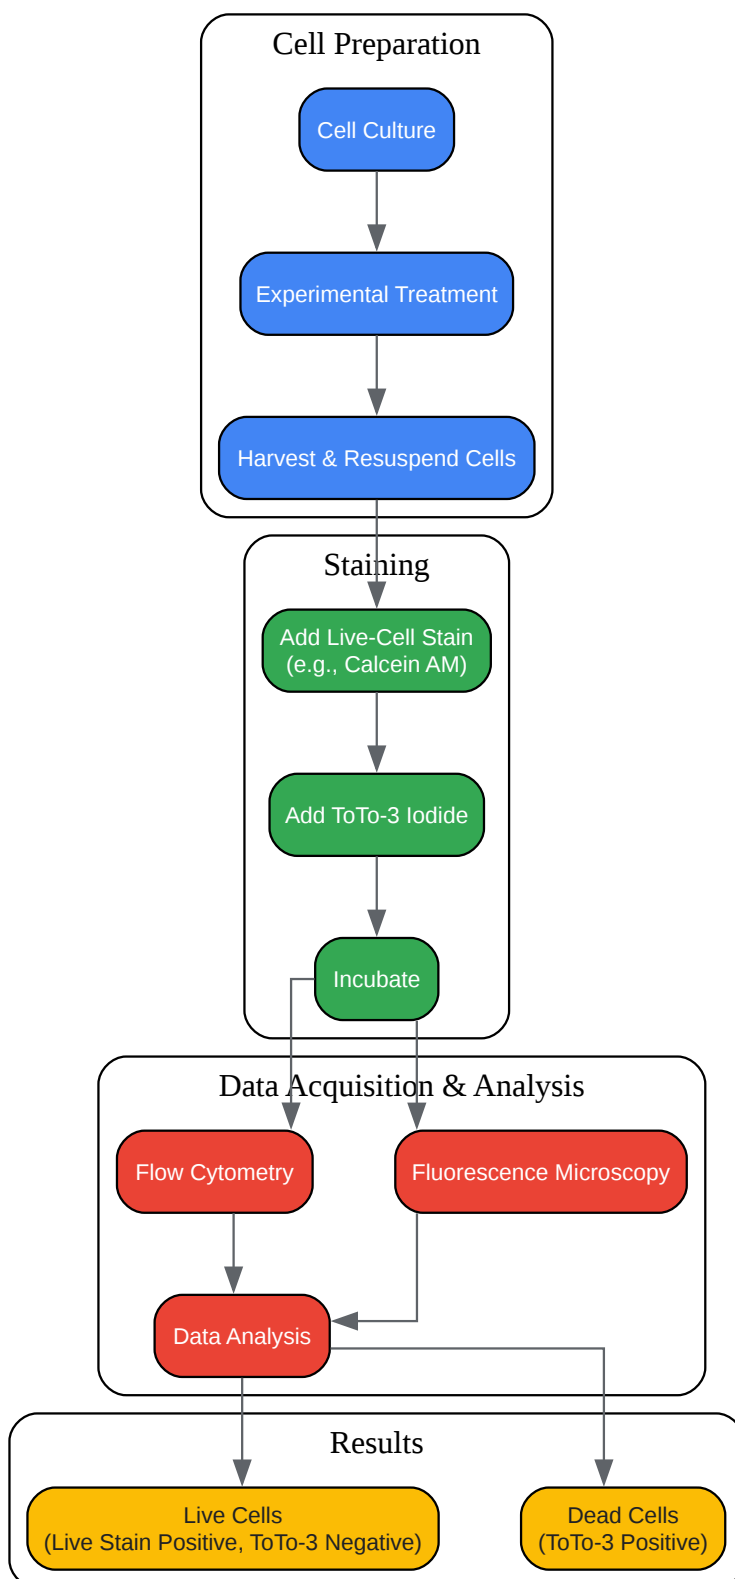 Cell Preparation
Cell Culture
Experimental Treatment
Harvest & Resuspend Cells
Staining
Add Live-Cell Stain
(e.g., Calcein AM)
Add ToTo-3 Iodide
Incubate
Data Acquisition & Analysis
Flow Cytometry
Fluorescence Microscopy
Data Analysis
Results
Live Cells
(Live Stain Positive, ToTo-3 Negative)
Dead Cells
(ToTo-3 Positive)